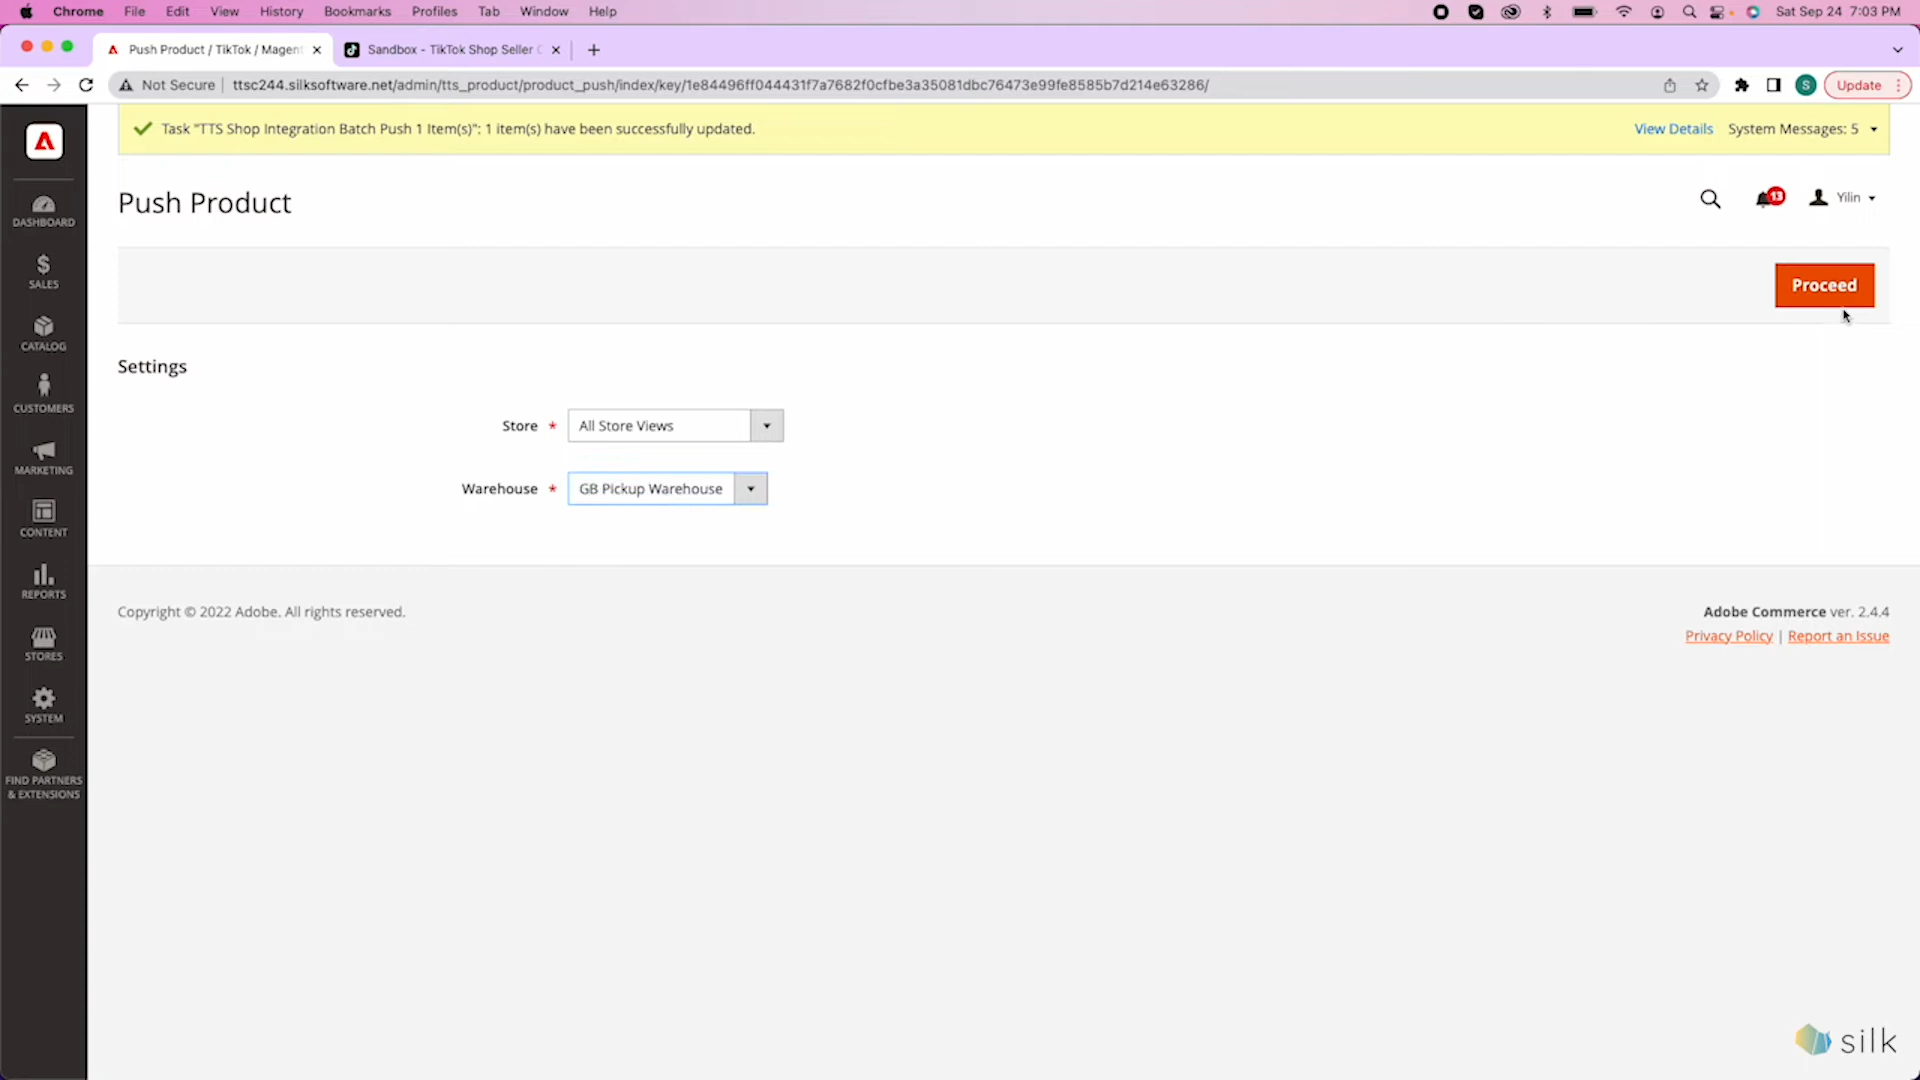 Chrome File Edit View History Bookmarks Profiles Tab Window Help
Sat Sep 24 7:03 PM
Push Product / TikTok / Magen
Sandbox - TikTok Shop Seller C
Not Secure
ttsc244.silksoftware.net/admin/tts_product/product_push/index/key/1e84496ff044431f7a7682f0cfbe3a35081dbc76473e99fe8585b7d214e63286/
S
Update
Task "TTS Shop Integration Batch Push 1 Item(s)": 1 item(s) have been successfully updated.
View Details
System Messages: 5
Push Product
13
Yilin
Proceed
DASHBOARD
SALES
CATALOG
CUSTOMERS
MARKETING
CONTENT
REPORTS
STORES
SYSTEM
FIND PARTNERS
& EXTENSIONS
Settings
Store *
All Store Views
Warehouse *
GB Pickup Warehouse
Copyright © 2022 Adobe. All rights reserved.
Adobe Commerce ver. 2.4.4
Privacy Policy | Report an Issue
silk